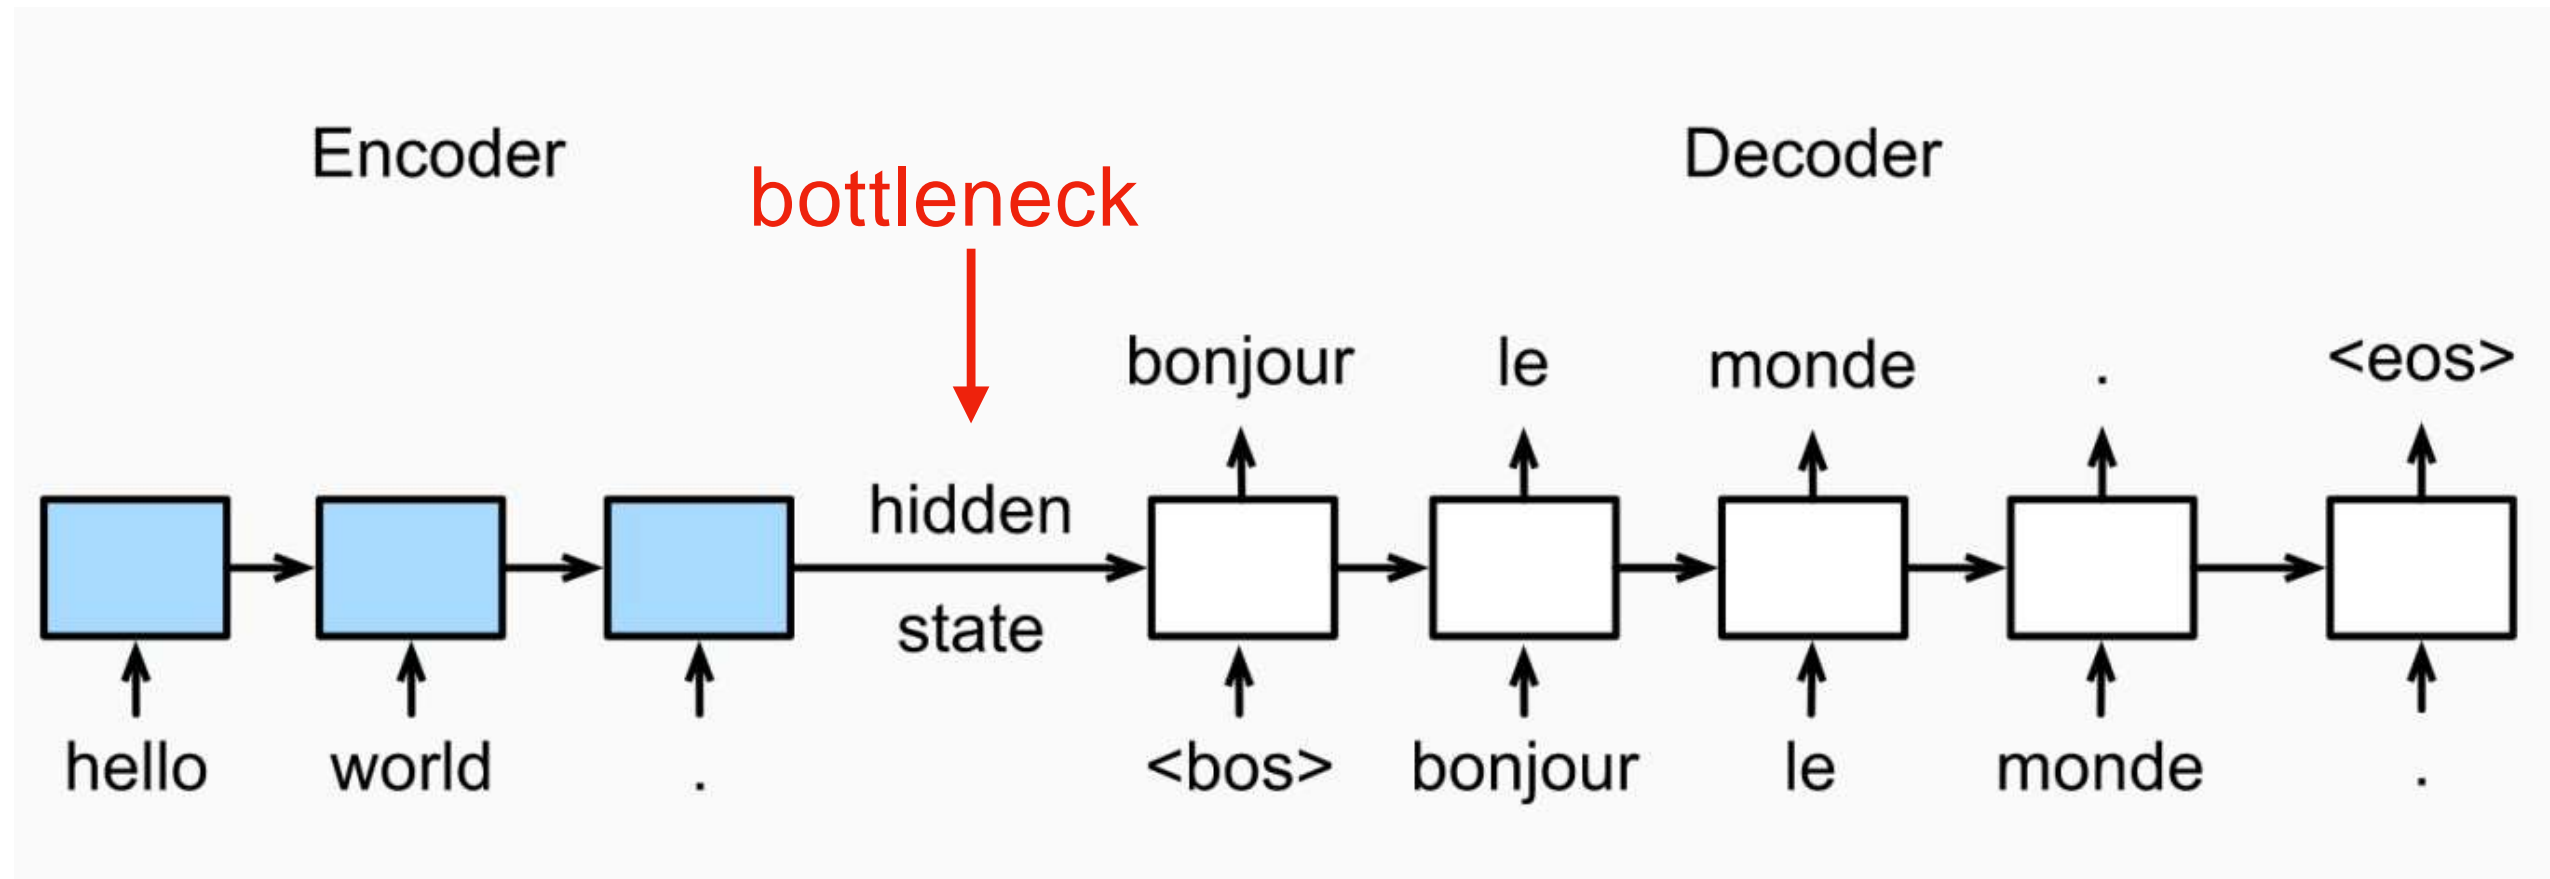 Encoder
Decoder
bottleneck
bonjour le monde . <eos>
hidden
state
hello world . <bos> bonjour le monde .